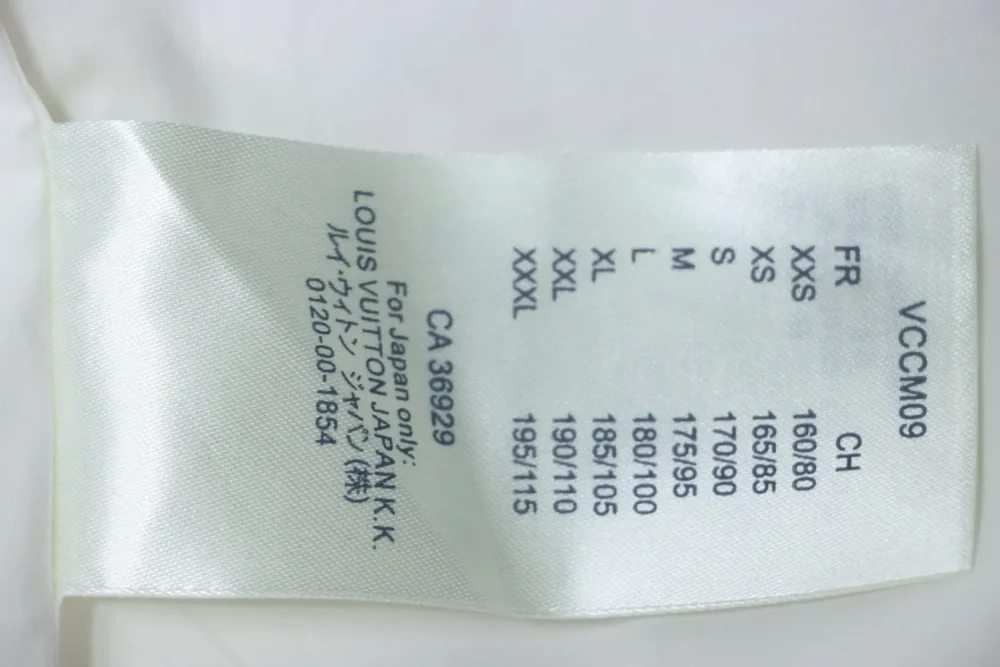 VCCM09
FR CH
XXS 160/80
XS 165/85
S 170/90
M 175/95
L 180/100
XL 185/105
XXL 190/110
XXXL 195/115
CA 36929
For Japan only:
LOUIS VUITTON JAPAN K.K.
ルイ・ウィトン ジャパン(株)
0120-00-1854